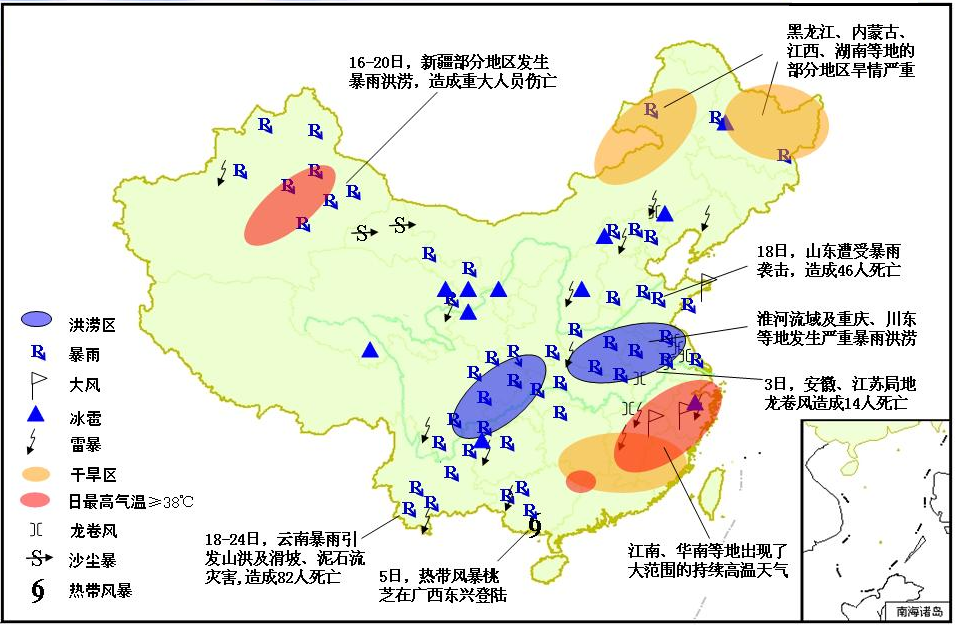 黑龙江、内蒙古、
江西、湖南等地的
部分地区旱情严重
16-20日，新疆部分地区发生
暴雨洪涝，造成重大人员伤亡
18日，山东遭受暴雨
袭击，造成46人死亡
淮河流域及重庆、川东
等地发生严重暴雨洪涝
3日，安徽、江苏局地
龙卷风造成14人死亡
洪涝区
暴雨
大风
冰雹
雷暴
干旱区
日最高气温≥38℃
龙卷风
沙尘暴
热带风暴
18-24日，云南暴雨引
发山洪及滑坡、泥石流
灾害,造成82人死亡
5日，热带风暴桃
芝在广西东兴登陆
江南、华南等地出现了
大范围的持续高温天气
南海诸岛